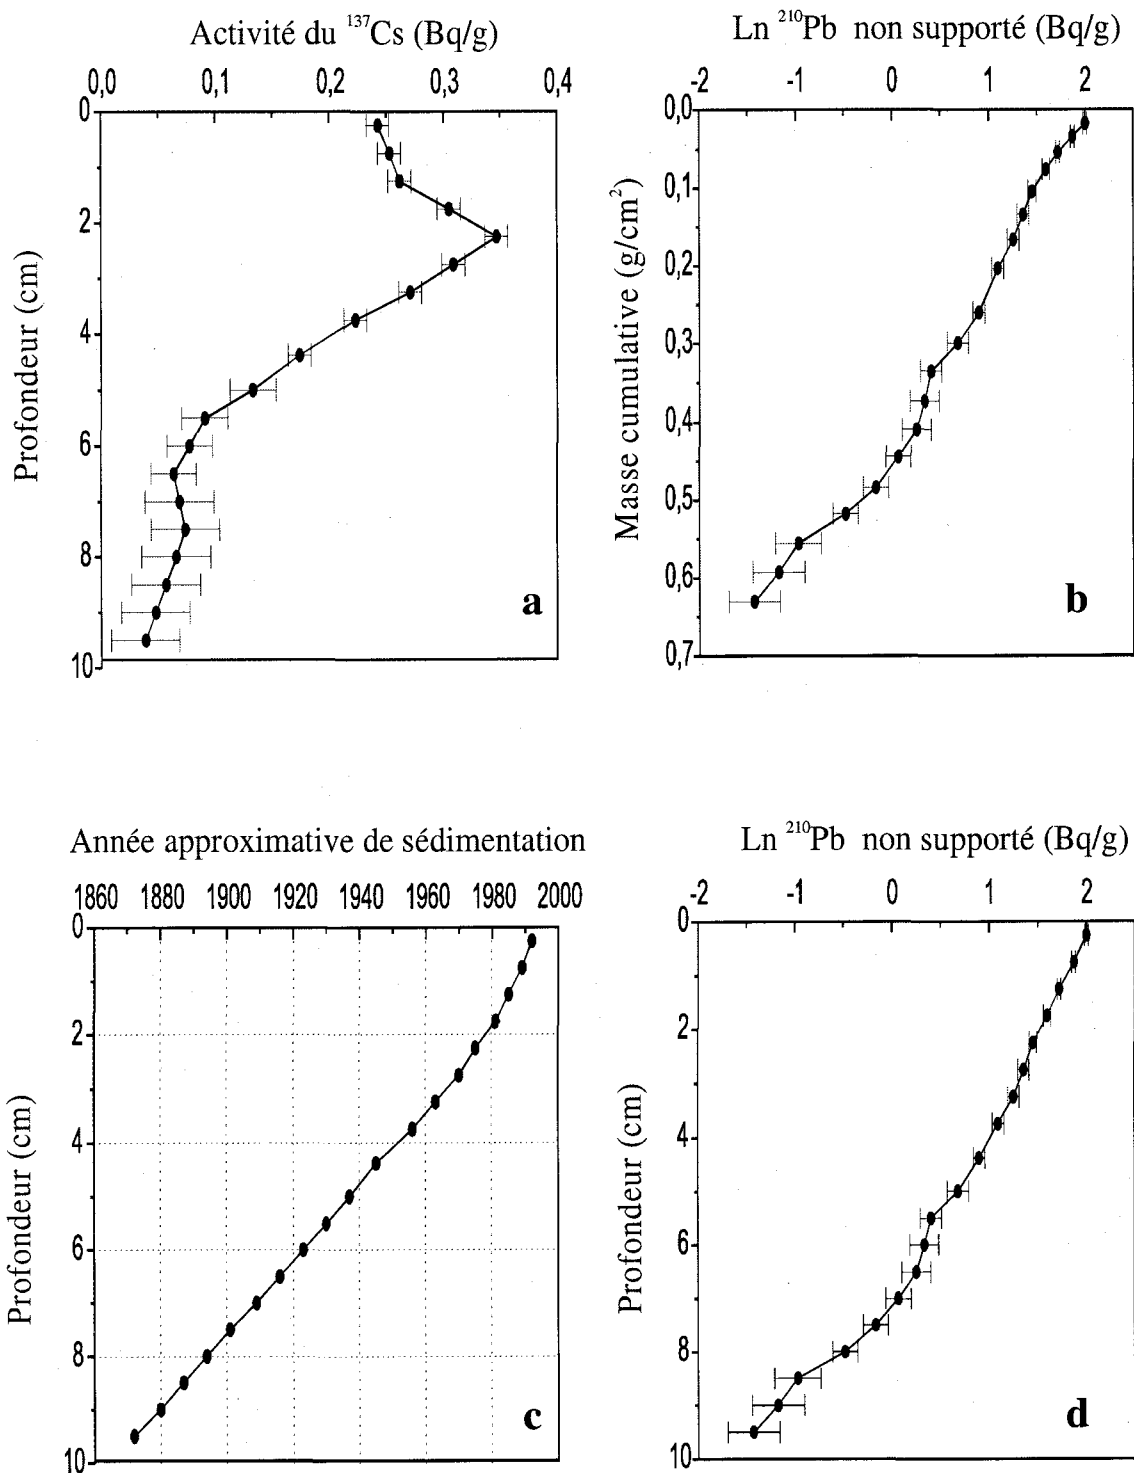 Activité du ¹³⁷Cs (Bq/g)
0,0 0,1 0,2 0,3 0,4
Profondeur (cm)
0
2
4
6
8
10
a
Ln ²¹⁰Pb non supporté (Bq/g)
-2 -1 0 1 2
Masse cumulative (g/cm²)
0,0
0,1
0,2
0,3
0,4
0,5
0,6
0,7
b
Année approximative de sédimentation
1860 1880 1900 1920 1940 1960 1980 2000
Profondeur (cm)
0
2
4
6
8
10
c
Ln ²¹⁰Pb non supporté (Bq/g)
-2 -1 0 1 2
Profondeur (cm)
0
2
4
6
8
10
d